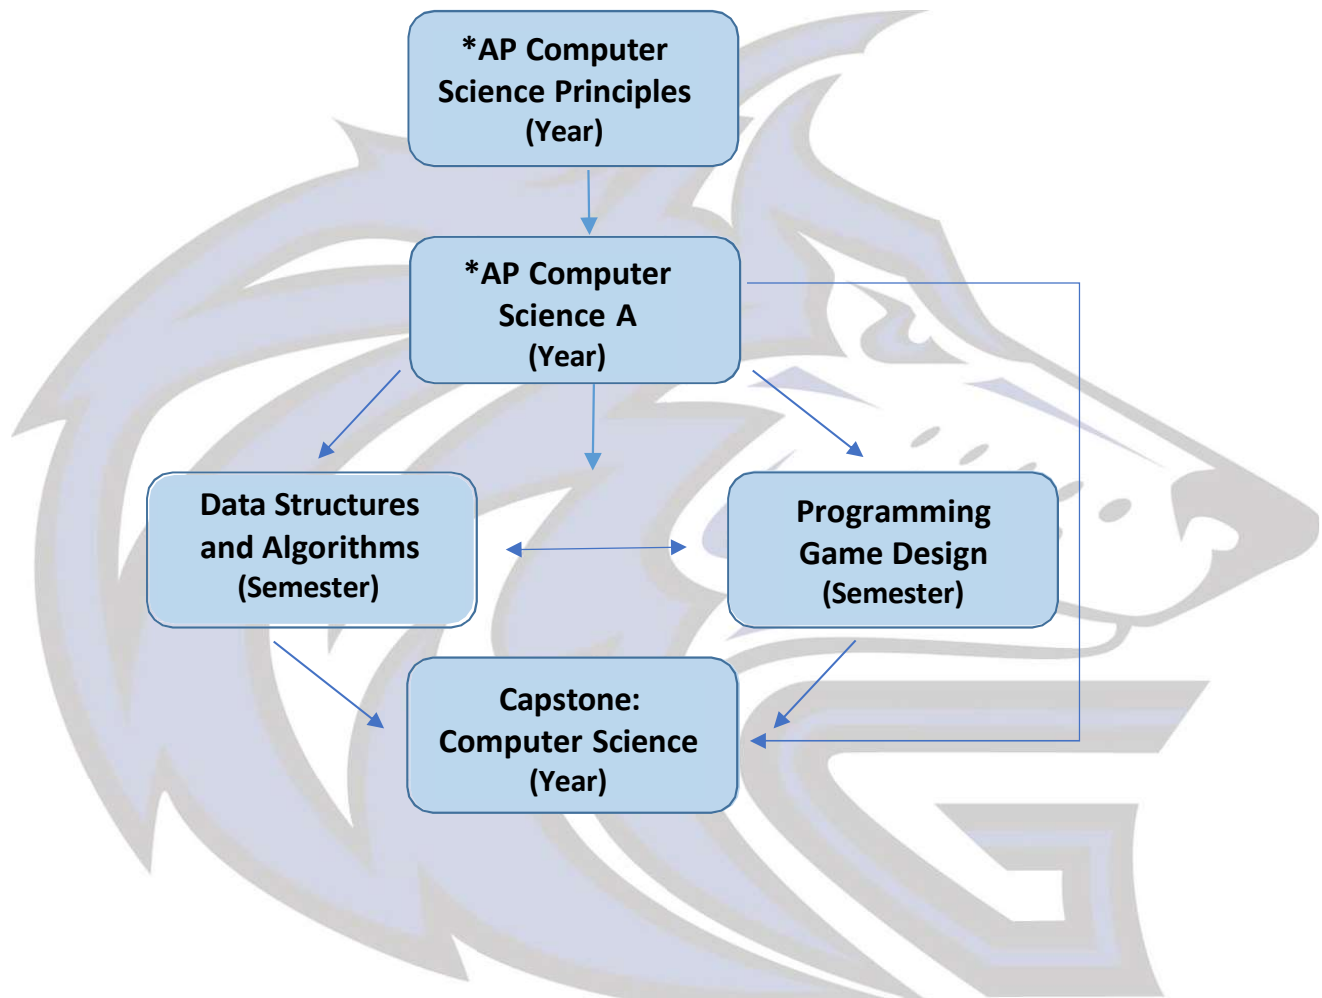 *AP Computer
Science Principles
(Year)
*AP Computer
Science A
(Year)
Data Structures
and Algorithms
(Semester)
Programming
Game Design
(Semester)
Capstone:
Computer Science
(Year)
G